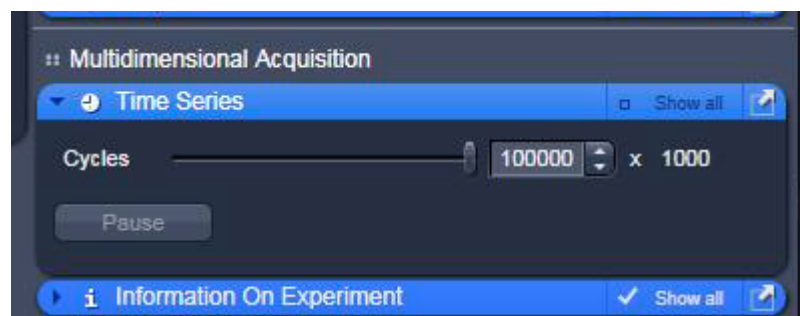 Multidimensional Acquisition
Time Series Show all
Cycles 100000 x 1000
Pause
i Information On Experiment Show all